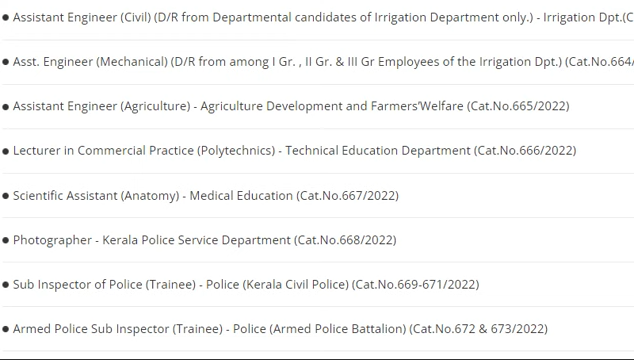 Assistant Engineer (Civil) (D/R from Departmental candidates of Irrigation Department only.) - Irrigation Dpt.(C
Asst. Engineer (Mechanical) (D/R from among I Gr. , II Gr. & III Gr Employees of the Irrigation Dpt.) (Cat.No.664/
Assistant Engineer (Agriculture) - Agriculture Development and Farmers'Welfare (Cat.No.665/2022)
Lecturer in Commercial Practice (Polytechnics) - Technical Education Department (Cat.No.666/2022)
Scientific Assistant (Anatomy) - Medical Education (Cat.No.667/2022)
Photographer - Kerala Police Service Department (Cat.No.668/2022)
Sub Inspector of Police (Trainee) - Police (Kerala Civil Police) (Cat.No.669-671/2022)
Armed Police Sub Inspector (Trainee) - Police (Armed Police Battalion) (Cat.No.672 & 673/2022)